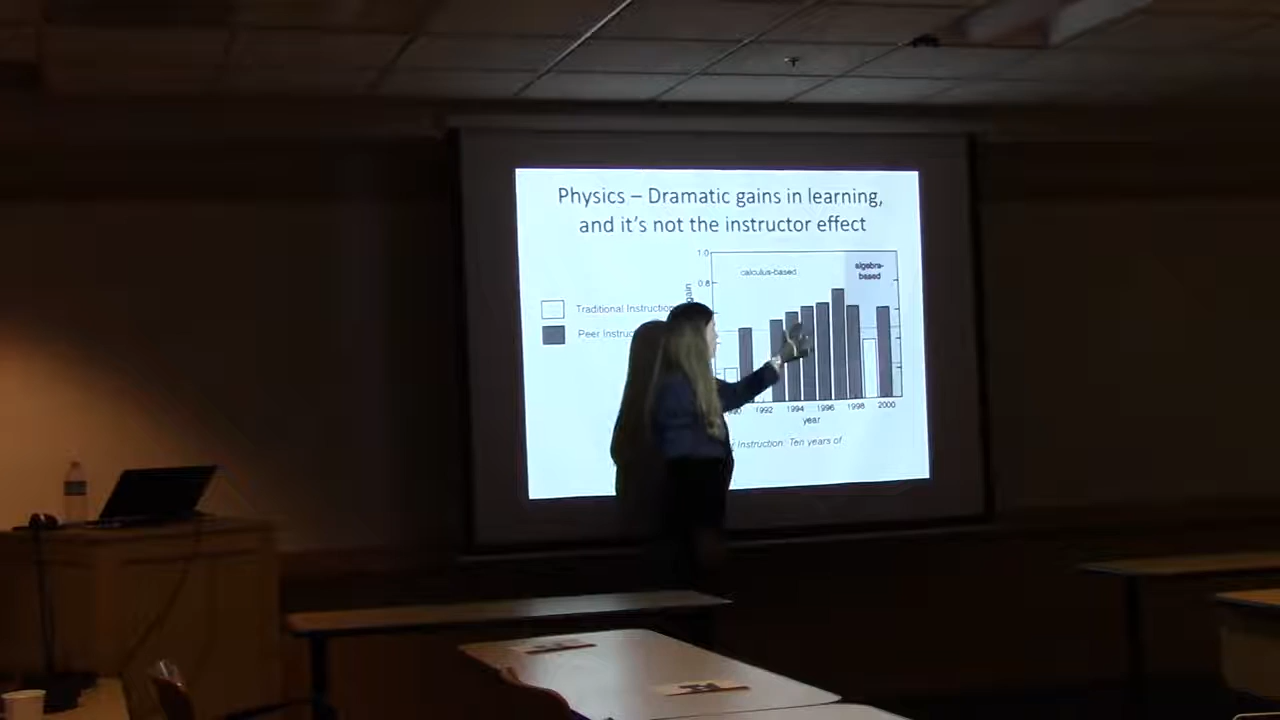 Physics – Dramatic gains in learning,
and it's not the instructor effect
1.0
0.8
gain
calculus-based
algebra-
based
Traditional Instruction
Peer Instruc
1992 1994 1996 1998 2000
year
Instruction: Ten years of